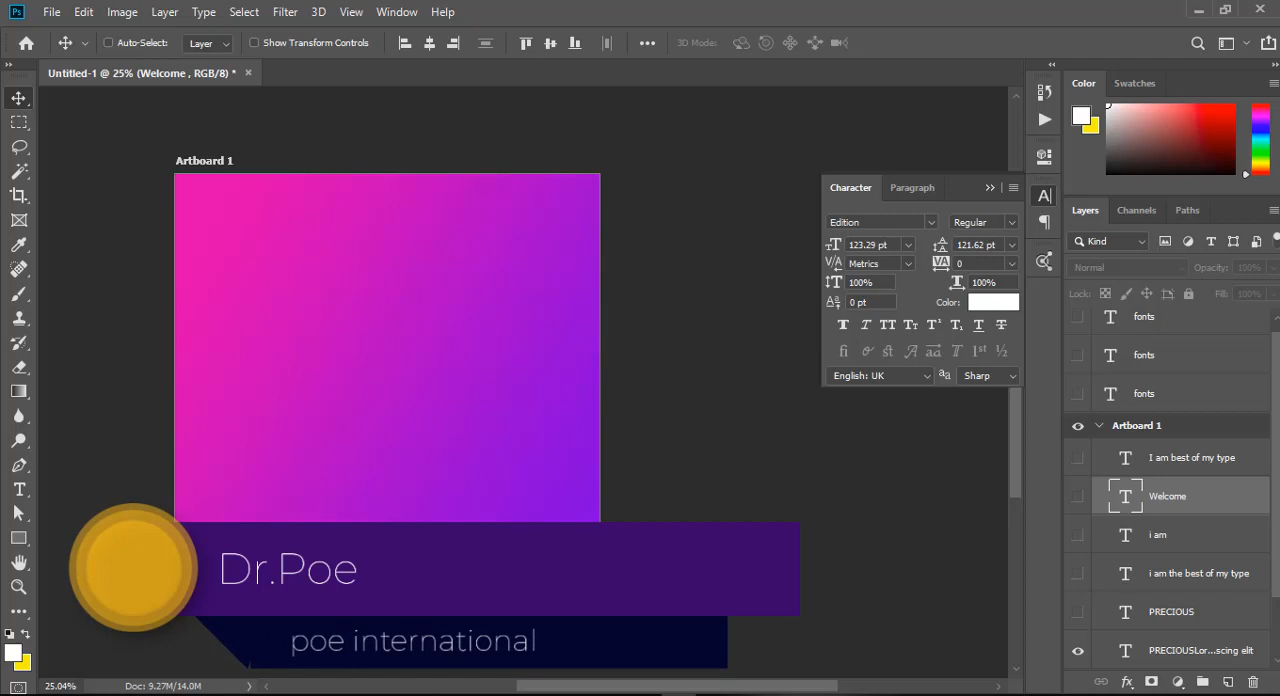 Ps File Edit Image Layer Type Select Filter 3D View Window Help
Auto-Select: Layer Show Transform Controls 3D Mode:
Untitled-1 @ 25% (Welcome , RGB/8) *
Artboard 1
Dr.Poe
poe international
25.04% Doc: 9.27M/14.0M
Character Paragraph
Edition Regular
123.29 pt 121.62 pt
Metrics 0
100% 100%
0 pt Color:
English: UK Sharp
Color Swatches
Layers Channels Paths
Kind
Normal Opacity: 100%
Lock: Fill: 100%
fonts
fonts
fonts
Artboard 1
I am best of my type
Welcome
i am
i am the best of my type
PRECIOUS
PRECIOUSLor...scing elit